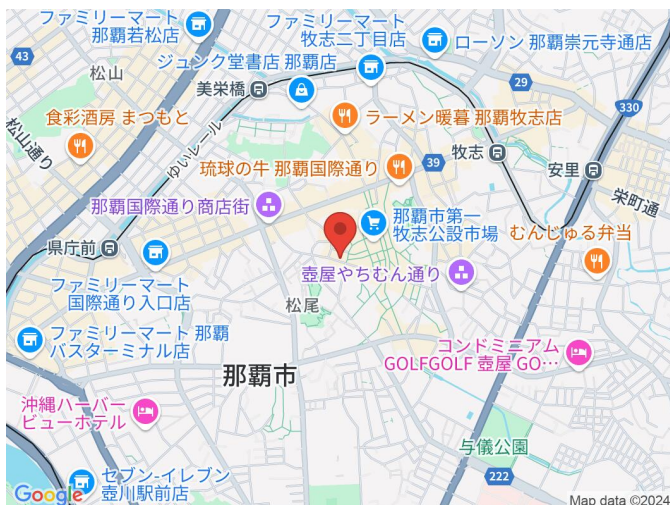 ファミリーマート
那覇若松店
ファミリーマート
牧志二丁目店
ローソン 那覇崇元寺通店
43
松山
ジュンク堂書店 那覇店
29
美栄橋
330
食彩酒房 まつもと
ラーメン暖暮 那覇牧志店
松山通り
ゆいレール
39
牧志
安里
琉球の牛 那覇国際通り
栄町通
那覇国際通り商店街
那覇市第一
牧志公設市場
県庁前
むんじゅる弁当
壺屋やちむん通り
ファミリーマート
国際通り入口店
松尾
ファミリーマート 那覇
バスターミナル店
コンドミニアム
GOLFGOLF 壺屋 GO…
那覇市
沖縄ハーバー
ビューホテル
与儀公園
222
セブン-イレブン
壺川駅前店
Google
Map data ©2024